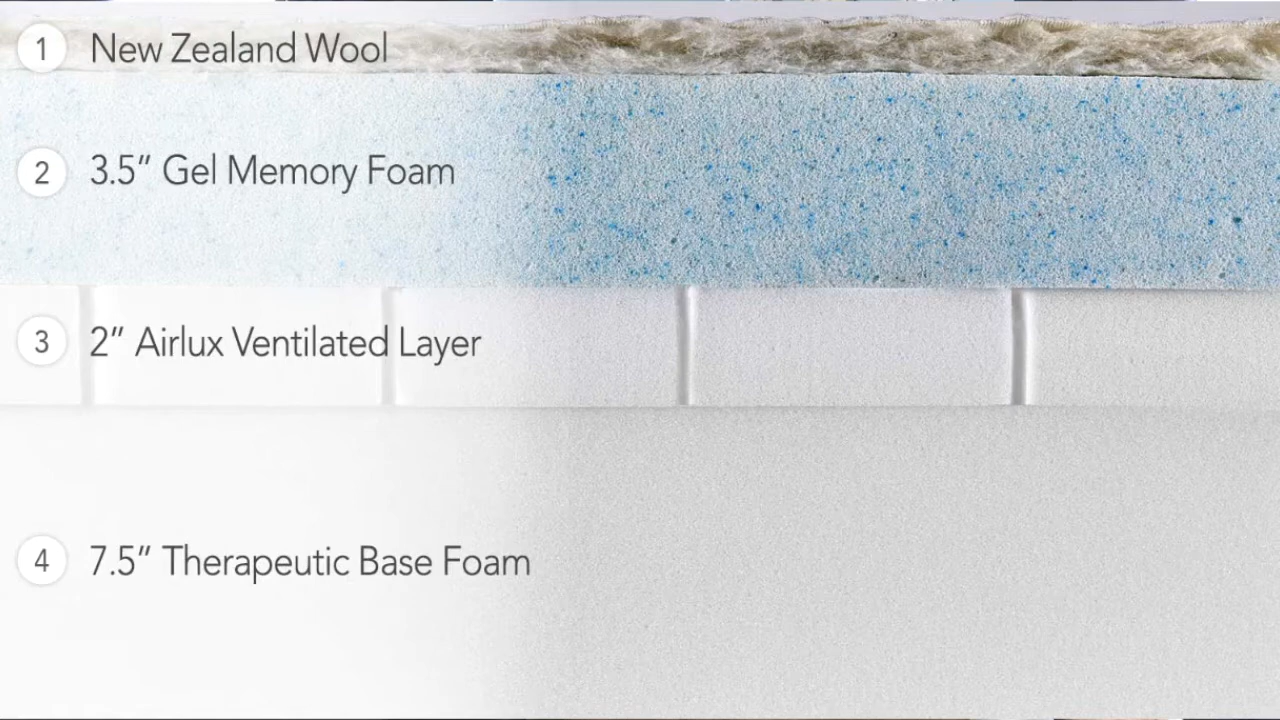 1 New Zealand Wool
2 3.5” Gel Memory Foam
3 2” Airlux Ventilated Layer
4 7.5” Therapeutic Base Foam